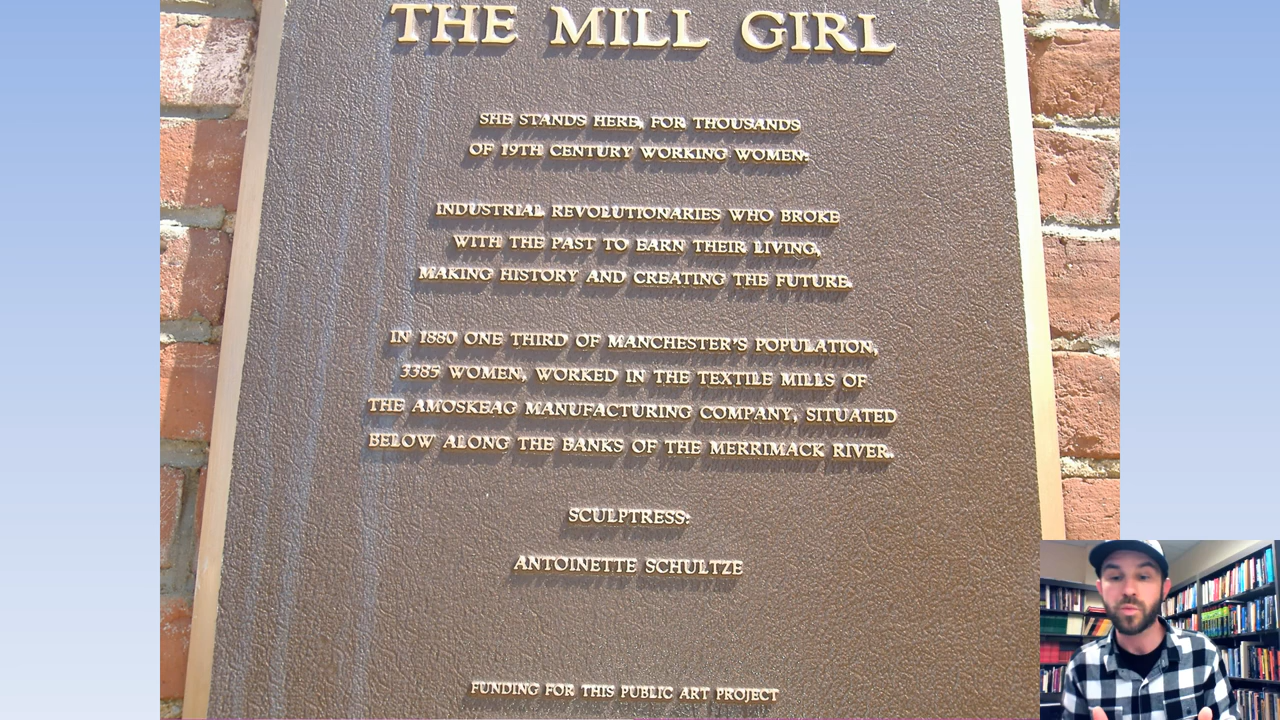 THE MILL GIRL
SHE STANDS HERE, FOR THOUSANDS
OF 19TH CENTURY WORKING WOMEN:
INDUSTRIAL REVOLUTIONARIES WHO BROKE
WITH THE PAST TO EARN THEIR LIVING,
MAKING HISTORY AND CREATING THE FUTURE.
IN 1880 ONE THIRD OF MANCHESTER'S POPULATION,
3385 WOMEN, WORKED IN THE TEXTILE MILLS OF
THE AMOSKEAG MANUFACTURING COMPANY, SITUATED
BELOW ALONG THE BANKS OF THE MERRIMACK RIVER.
SCULPTRESS:
ANTOINETTE SCHULTZE
FUNDING FOR THIS PUBLIC ART PROJECT